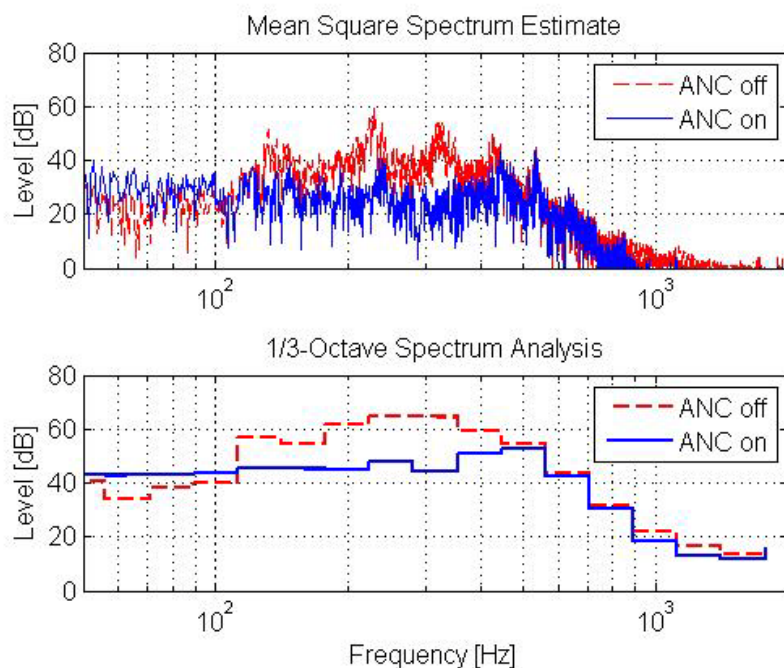 Mean Square Spectrum Estimate
80
60
40
20
0
Level [dB]
ANC off
ANC on
10²
10³
1/3-Octave Spectrum Analysis
80
60
40
20
0
Level [dB]
ANC off
ANC on
10²
10³
Frequency [Hz]